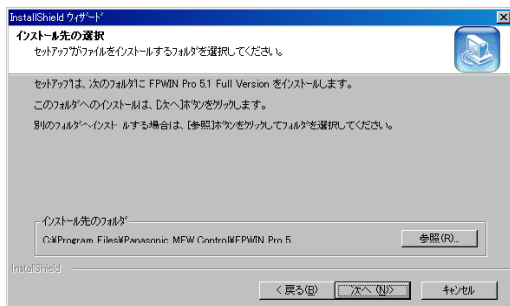 InstallShield ウィザード
インストール先の選択
セットアップがファイルをインストールするフォルダを選択してください。
セットアップは、次のフォルダに FPWIN Pro 5.1 Full Version をインストールします。
このフォルダへのインストールは、[次へ]ボタンをクリックします。
別のフォルダへインストールする場合は、[参照]ボタンをクリックしてフォルダを選択してください。
インストール先のフォルダ
C:¥Program Files¥Panasonic MEW Control¥FPWIN Pro 5
参照(R)...
InstallShield
< 戻る(B)
次へ(N)>
キャンセル